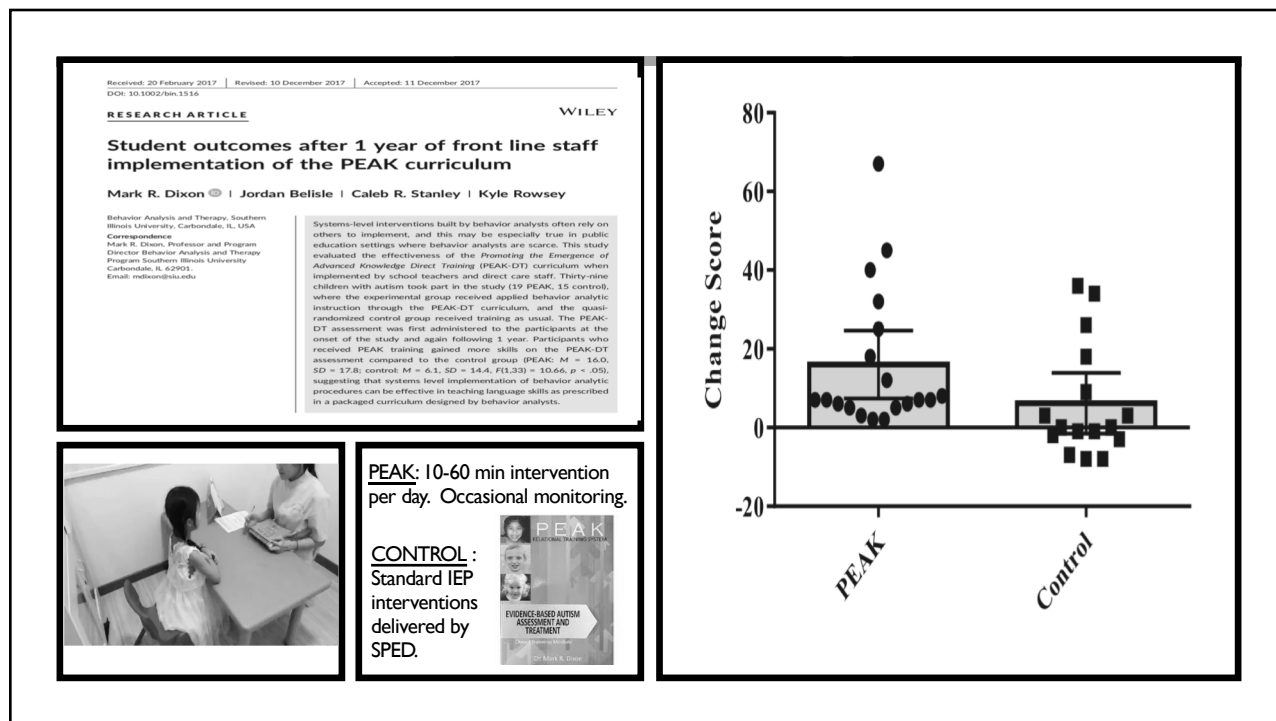 Received: 20 February 2017 | Revised: 10 December 2017 | Accepted: 11 December 2017
DOI: 10.1002/bin.1516
RESEARCH ARTICLE
WILEY
Student outcomes after 1 year of front line staff
implementation of the PEAK curriculum
Mark R. Dixon | Jordan Belisle | Caleb R. Stanley | Kyle Rowsey
Behavior Analysis and Therapy, Southern
Illinois University, Carbondale, IL, USA
Correspondence
Mark R. Dixon, Professor and Program
Director Behavior Analysis and Therapy
Program Southern Illinois University
Carbondale, IL 62901.
Email: mdixon@siu.edu
Systems-level interventions built by behavior analysts often rely on
others to implement, and this may be especially true in public
education settings where behavior analysts are scarce. This study
evaluated the effectiveness of the Promoting the Emergence of
Advanced Knowledge Direct Training (PEAK-DT) curriculum when
implemented by school teachers and direct care staff. Thirty-nine
children with autism took part in the study (19 PEAK, 15 control),
where the experimental group received applied behavior analytic
instruction through the PEAK-DT curriculum, and the quasi-
randomized control group received training as usual. The PEAK-
DT assessment was first administered to the participants at the
onset of the study and again following 1 year. Participants who
received PEAK training gained more skills on the PEAK-DT
assessment compared to the control group (PEAK: M = 16.0,
SD = 17.8; control: M = 6.1, SD = 14.4, F(1,33) = 10.66, p < .05),
suggesting that systems level implementation of behavior analytic
procedures can be effective in teaching language skills as prescribed
in a packaged curriculum designed by behavior analysts.
PEAK: 10-60 min intervention
per day. Occasional monitoring.
CONTROL :
Standard IEP
interventions
delivered by
SPED.
PEAK
RELATIONAL TRAINING SYSTEM
EVIDENCE-BASED AUTISM
ASSESSMENT AND
TREATMENT
Dr. Mark R. Dixon
Change Score
80
60
40
20
0
-20
PEAK
Control